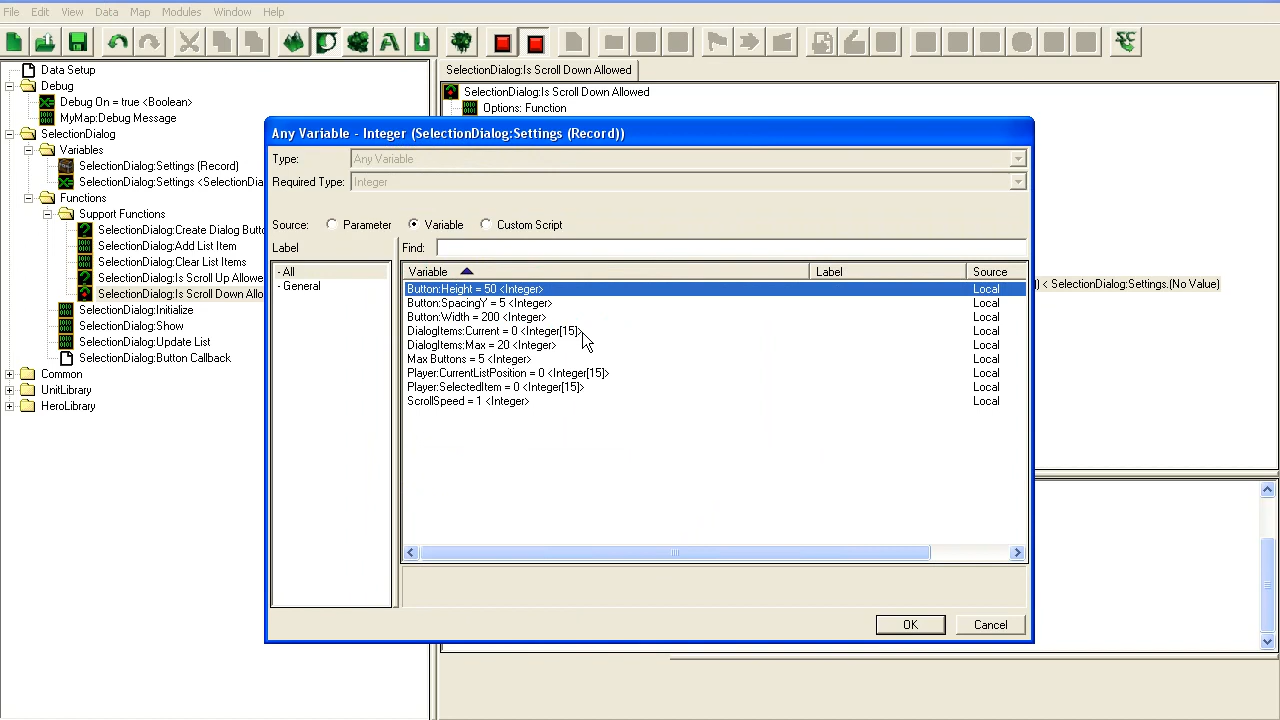 File Edit View Data Map Modules Window Help
Data Setup
Debug
Debug On = true <Boolean>
MyMap:Debug Message
SelectionDialog
Variables
SelectionDialog:Settings (Record)
SelectionDialog:Settings <SelectionDia
Functions
Support Functions
SelectionDialog:Create Dialog Butto
SelectionDialog:Add List Item
SelectionDialog:Clear List Items
SelectionDialog:Is Scroll Up Allowe
SelectionDialog:Is Scroll Down Allo
SelectionDialog:Initialize
SelectionDialog:Show
SelectionDialog:Update List
SelectionDialog:Button Callback
Common
UnitLibrary
HeroLibrary
SelectionDialog:Is Scroll Down Allowed
SelectionDialog:Is Scroll Down Allowed
Options: Function
) < SelectionDialog:Settings.(No Value)
Any Variable - Integer (SelectionDialog:Settings (Record))
Type: Any Variable
Required Type: Integer
Source: Parameter Variable Custom Script
Label
- All
- General
Find:
Variable Label Source
Button:Height = 50 <Integer> Local
Button:SpacingY = 5 <Integer> Local
Button:Width = 200 <Integer> Local
DialogItems:Current = 0 <Integer[15]> Local
DialogItems:Max = 20 <Integer> Local
Max Buttons = 5 <Integer> Local
Player:CurrentListPosition = 0 <Integer[15]> Local
Player:SelectedItem = 0 <Integer[15]> Local
ScrollSpeed = 1 <Integer> Local
OK Cancel